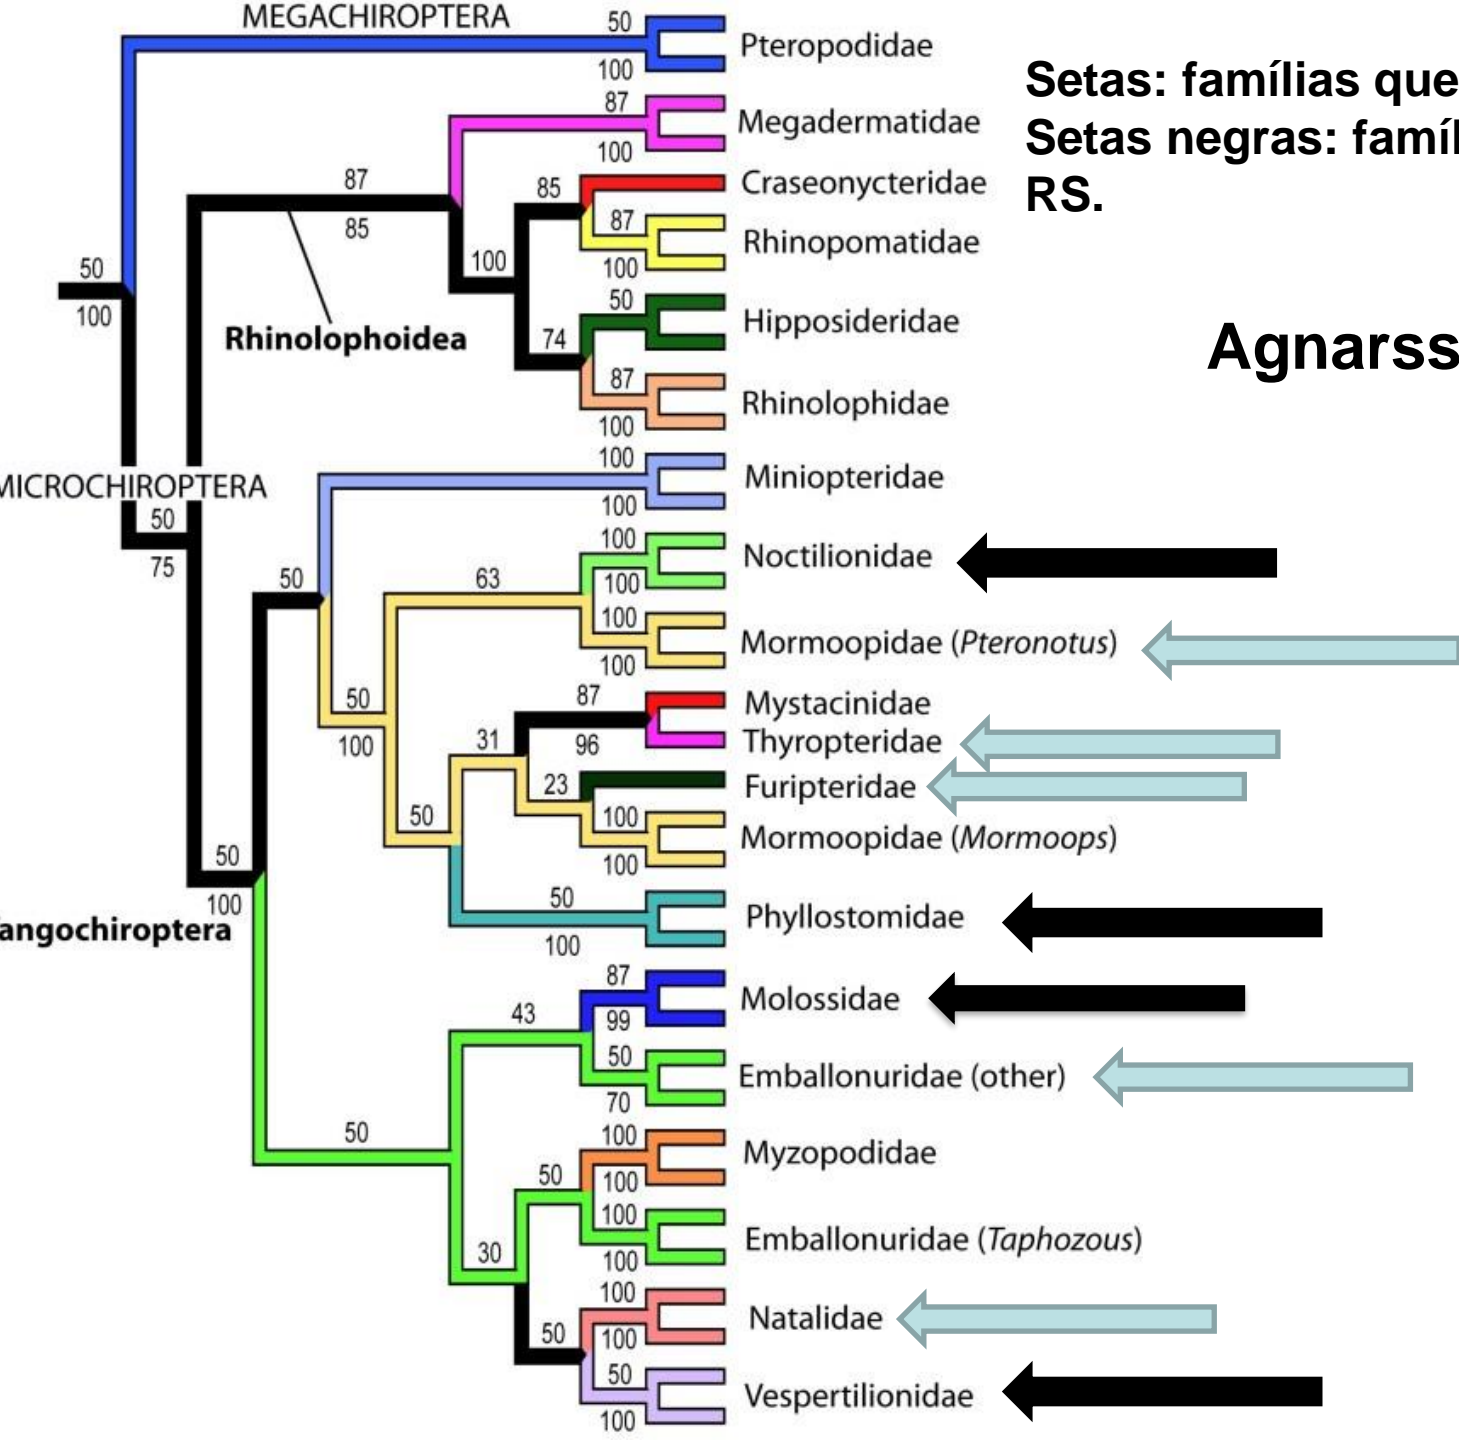 MEGACHIROPTERA
50
Pteropodidae
100
Setas: famílias que
Setas negras: famíl
RS.
87
Megadermatidae
100
87
85
85
Craseonycteridae
87
Rhinopomatidae
100
100
50
100
50
Hipposideridae
Rhinolophoidea
74
Agnarss
87
Rhinolophidae
100
MICROCHIROPTERA
50
75
100
Miniopteridae
100
100
Noctilionidae
100
50
63
100
Mormoopidae (Pteronotus)
100
50
100
87
96
Mystacinidae
Thyropteridae
31
23
Furipteridae
50
100
Mormoopidae (Mormoops)
100
50
100
angochiroptera
50
Phyllostomidae
100
87
Molossidae
99
43
50
Emballonuridae (other)
70
50
100
Myzopodidae
100
50
100
Emballonuridae (Taphozous)
100
30
100
Natalidae
100
50
50
Vespertilionidae
100